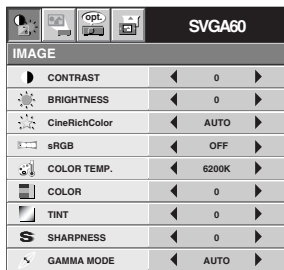 opt.
SVGA60
IMAGE
CONTRAST 0
BRIGHTNESS 0
CineRichColor AUTO
sRGB OFF
COLOR TEMP. 6200K
COLOR 0
TINT 0
S SHARPNESS 0
GAMMA MODE AUTO